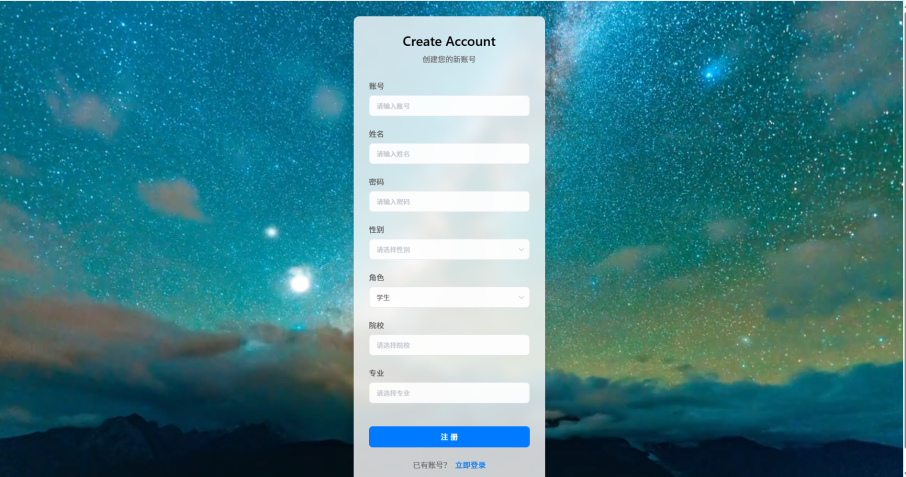 Create Account
创建您的新账号
账号
请输入账号
姓名
请输入姓名
密码
请输入密码
性别
请选择性别
角色
学生
院校
请选择院校
专业
请选择专业
注 册
已有账号？ 立即登录